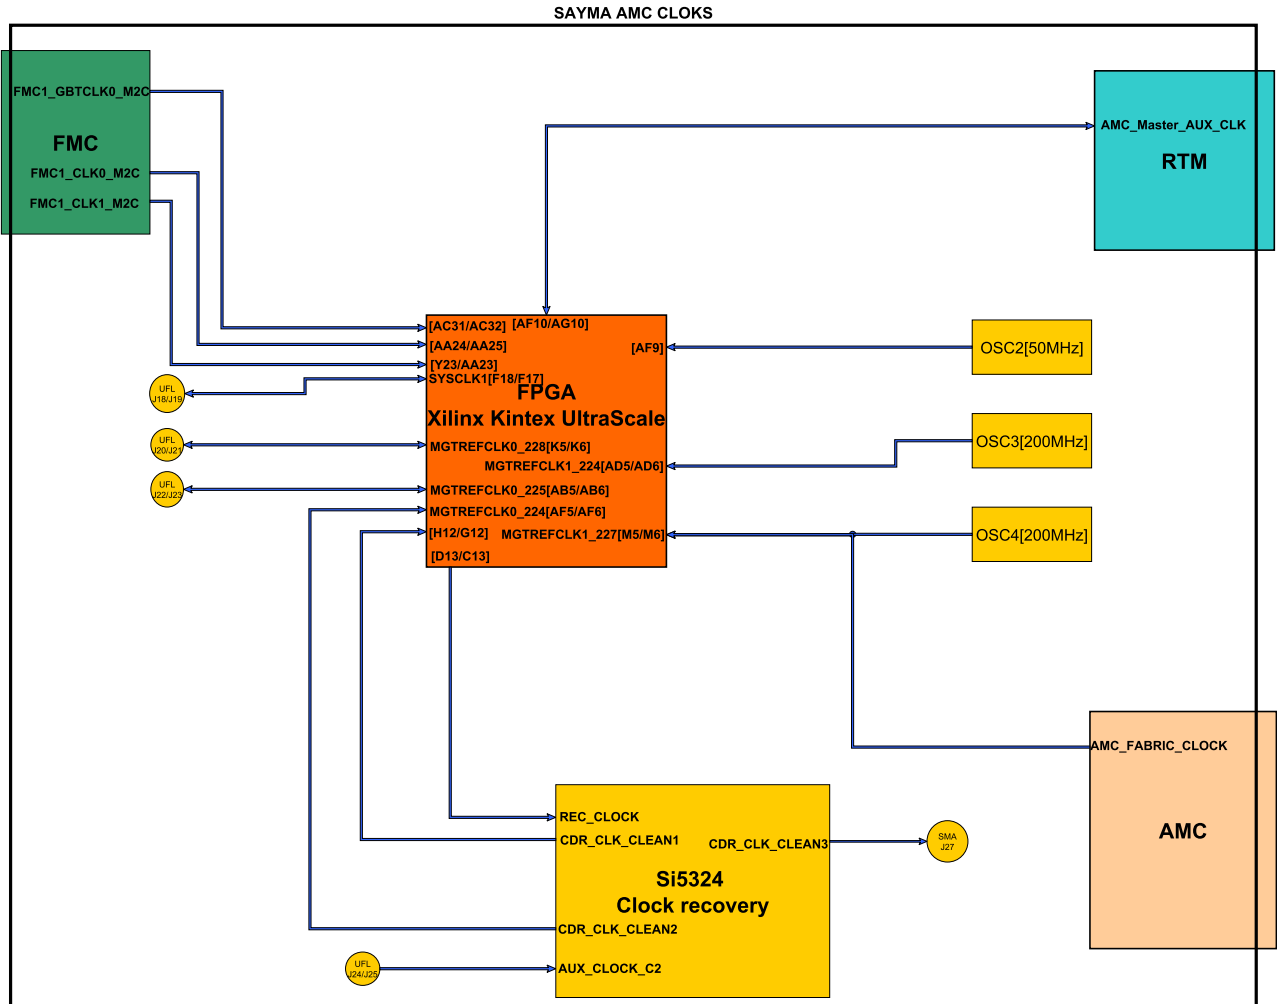 SAYMA AMC CLOKS
FMC1_GBTCLK0_M2C
FMC
FMC1_CLK0_M2C
FMC1_CLK1_M2C
AMC_Master_AUX_CLK
RTM
[AC31/AC32]
[AF10/AG10]
[AA24/AA25]
[AF9]
[Y23/AA23]
SYSCLK1[F18/F17]
FPGA
Xilinx Kintex UltraScale
MGTREFCLK0_228[K5/K6]
MGTREFCLK1_224[AD5/AD6]
MGTREFCLK0_225[AB5/AB6]
MGTREFCLK0_224[AF5/AF6]
[H12/G12]
MGTREFCLK1_227[M5/M6]
[D13/C13]
OSC2[50MHz]
OSC3[200MHz]
OSC4[200MHz]
UFL
J18/J19
UFL
J20/J21
UFL
J22/J23
AMC_FABRIC_CLOCK
AMC
REC_CLOCK
CDR_CLK_CLEAN1
CDR_CLK_CLEAN3
Si5324
Clock recovery
CDR_CLK_CLEAN2
AUX_CLOCK_C2
SMA
J27
UFL
J24/J25